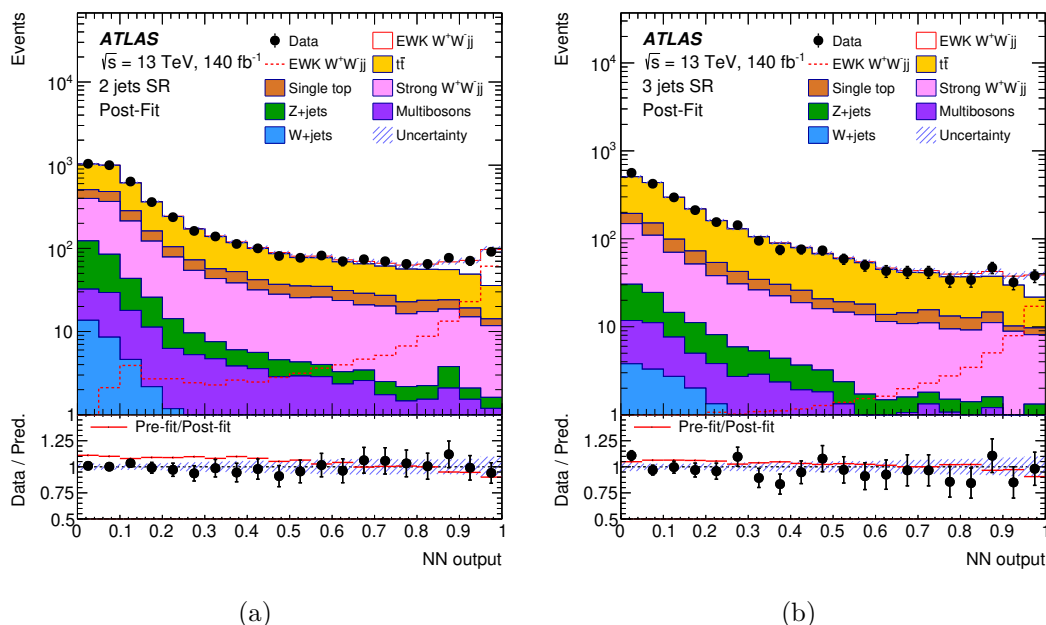 Events
ATLAS
√s = 13 TeV, 140 fb⁻¹
2 jets SR
Post-Fit
Data
EWK W⁺W⁻jj
EWK W⁺W⁻jj
tt̄
Single top
Strong W⁺W⁻jj
Z+jets
Multibosons
W+jets
Uncertainty
10⁴
10³
10²
10
1
Data / Pred.
Pre-fit/Post-fit
1.25
1
0.75
0.5
0 0.1 0.2 0.3 0.4 0.5 0.6 0.7 0.8 0.9 1
NN output
(a)
Events
ATLAS
√s = 13 TeV, 140 fb⁻¹
3 jets SR
Post-Fit
Data
EWK W⁺W⁻jj
EWK W⁺W⁻jj
tt̄
Single top
Strong W⁺W⁻jj
Z+jets
Multibosons
W+jets
Uncertainty
10⁴
10³
10²
10
1
Data / Pred.
Pre-fit/Post-fit
1.25
1
0.75
0.5
0 0.1 0.2 0.3 0.4 0.5 0.6 0.7 0.8 0.9 1
NN output
(b)